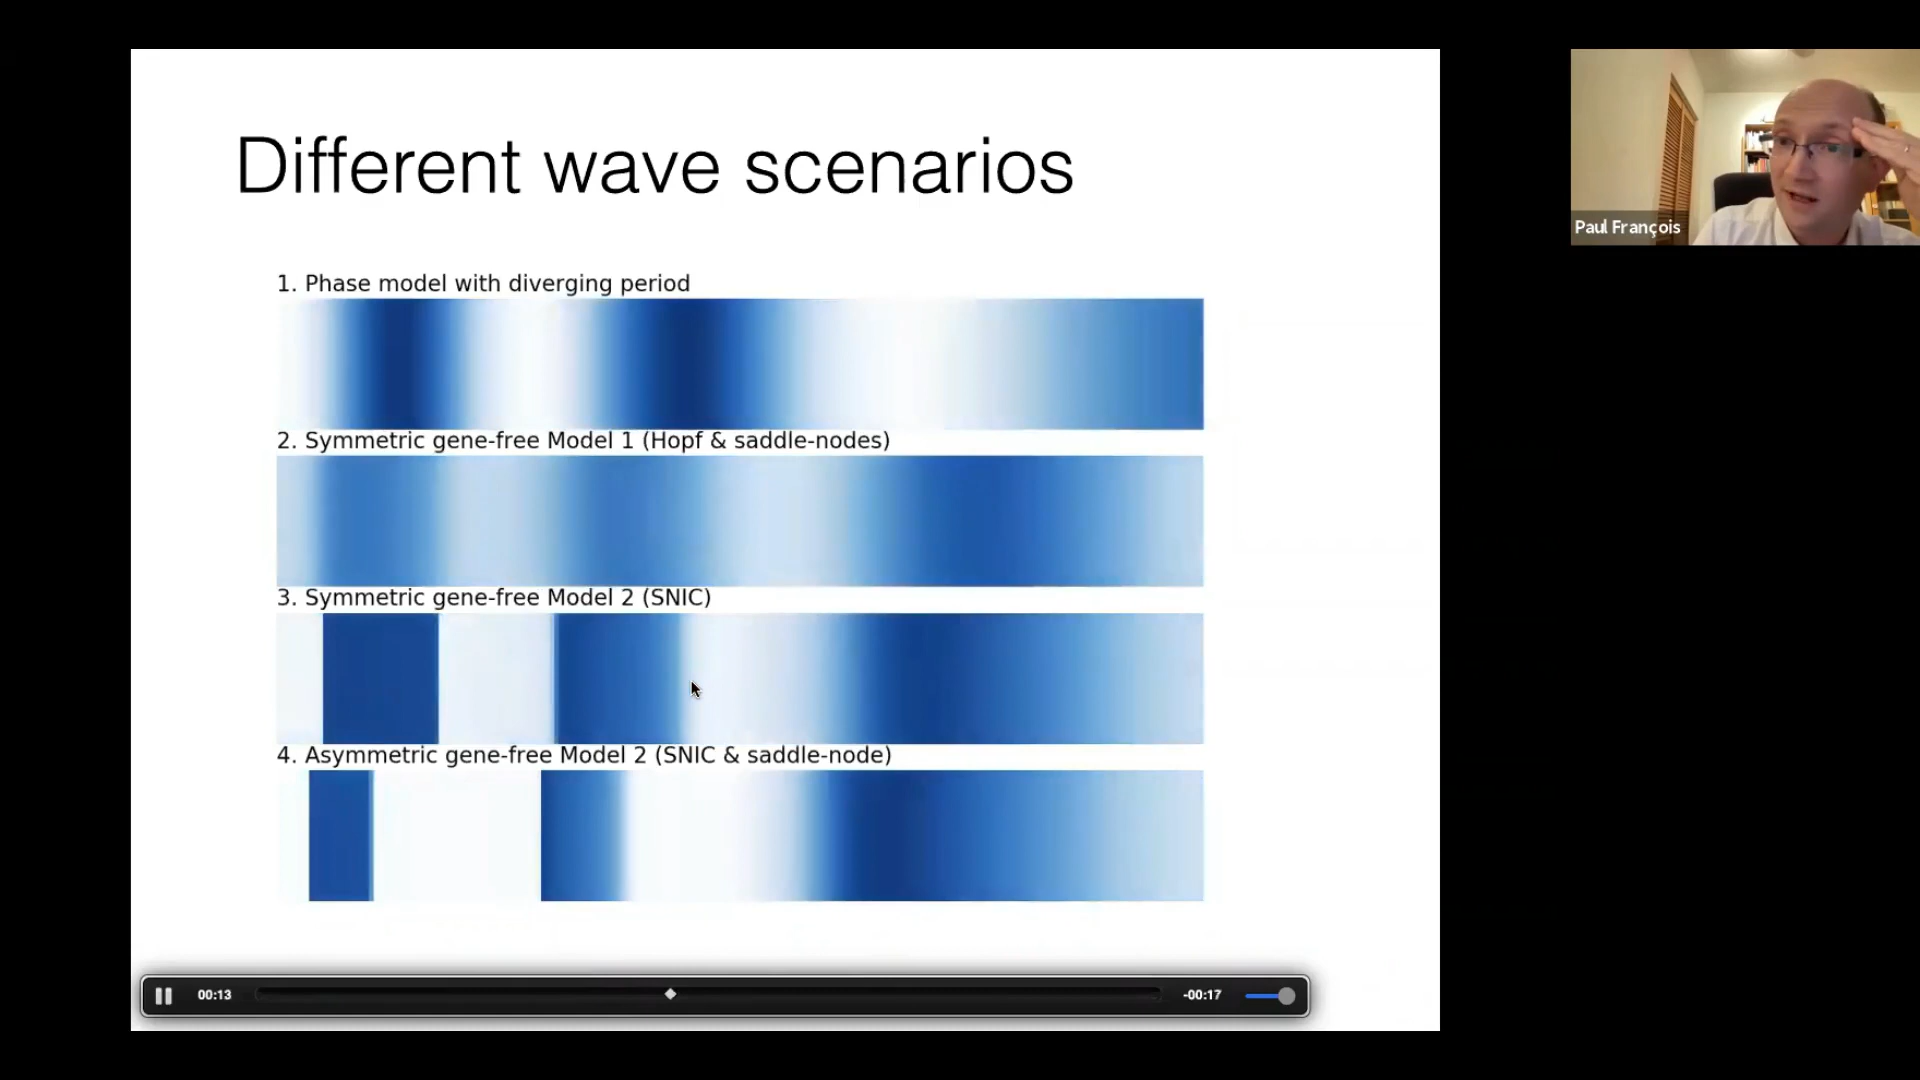 Different wave scenarios
Paul François
1. Phase model with diverging period
2. Symmetric gene-free Model 1 (Hopf & saddle-nodes)
3. Symmetric gene-free Model 2 (SNIC)
4. Asymmetric gene-free Model 2 (SNIC & saddle-node)
00:13
-00:17